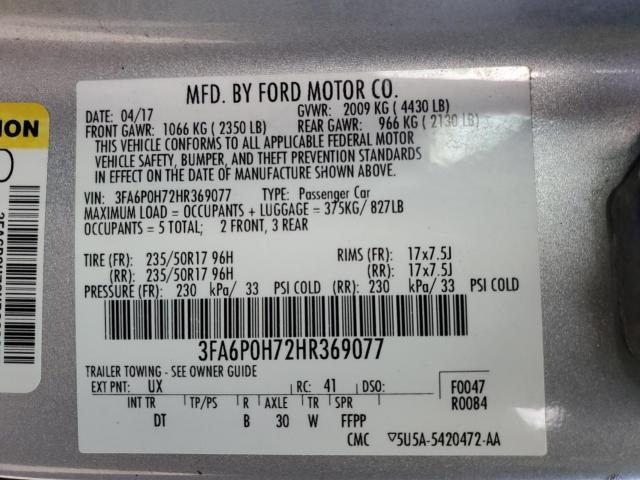 MFD. BY FORD MOTOR CO.
DATE: 04/17 GVWR: 2009 KG ( 4430 LB)
FRONT GAWR: 1066 KG ( 2350 LB) REAR GAWR: 966 KG ( 2130 LB)
THIS VEHICLE CONFORMS TO ALL APPLICABLE FEDERAL MOTOR
VEHICLE SAFETY, BUMPER, AND THEFT PREVENTION STANDARDS
IN EFFECT ON THE DATE OF MANUFACTURE SHOWN ABOVE.
VIN: 3FA6P0H72HR369077 TYPE: Passenger Car
MAXIMUM LOAD = OCCUPANTS + LUGGAGE = 375KG/ 827LB
OCCUPANTS = 5 TOTAL; 2 FRONT, 3 REAR
TIRE (FR): 235/50R17 96H RIMS (FR): 17x7.5J
(RR): 235/50R17 96H (RR): 17x7.5J
PRESSURE (FR): 230 kPa/ 33 PSI COLD (RR): 230 kPa/ 33 PSI COLD
3FA6P0H72HR369077
TRAILER TOWING - SEE OWNER GUIDE
EXT PNT: UX RC: 41 DSO: F0047
R0084
INT TR TP/PS R AXLE TR SPR
DT B 30 W FFPP
CMC ▽5U5A-5420472-AA